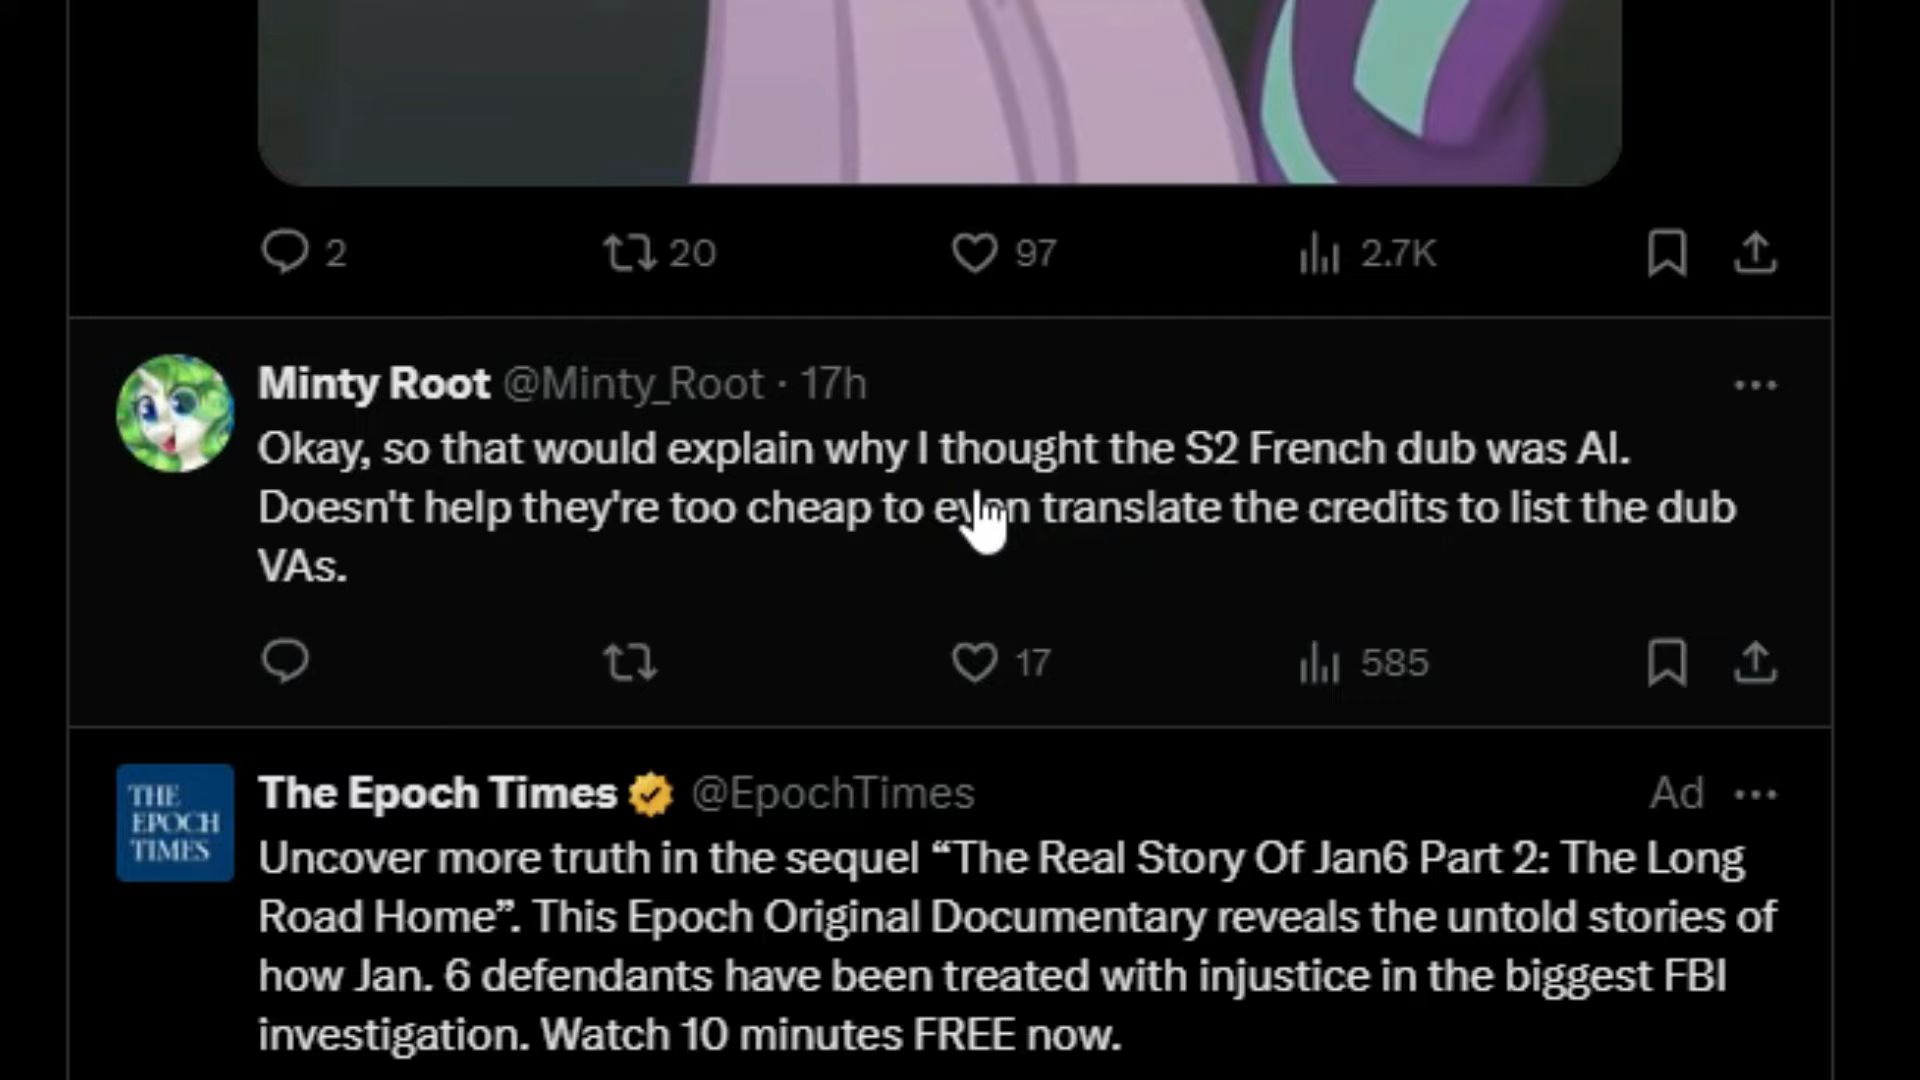 2 20 97 2.7K
Minty Root @Minty_Root · 17h
Okay, so that would explain why I thought the S2 French dub was AI.
Doesn't help they're too cheap to even translate the credits to list the dub
VAs.
17 585
THE
EPOCH
TIMES
The Epoch Times @EpochTimes Ad
Uncover more truth in the sequel “The Real Story Of Jan6 Part 2: The Long
Road Home”. This Epoch Original Documentary reveals the untold stories of
how Jan. 6 defendants have been treated with injustice in the biggest FBI
investigation. Watch 10 minutes FREE now.